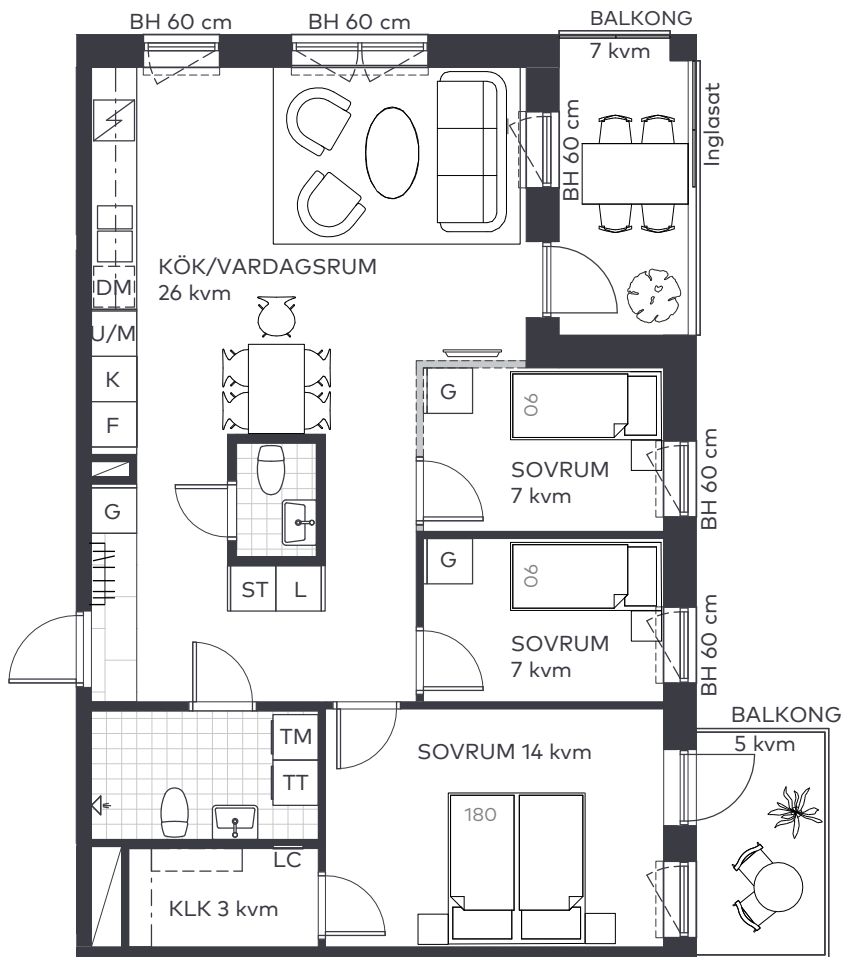 BH 60 cm
BH 60 cm
BALKONG
7 kvm
Inglasat
BH 60 cm
KÖK/VARDAGSRUM
26 kvm
DM
U/M
K
F
G
G
90
SOVRUM
7 kvm
BH 60 cm
ST
L
G
90
SOVRUM
7 kvm
BH 60 cm
TM
TT
SOVRUM 14 kvm
BALKONG
5 kvm
180
LC
KLK 3 kvm